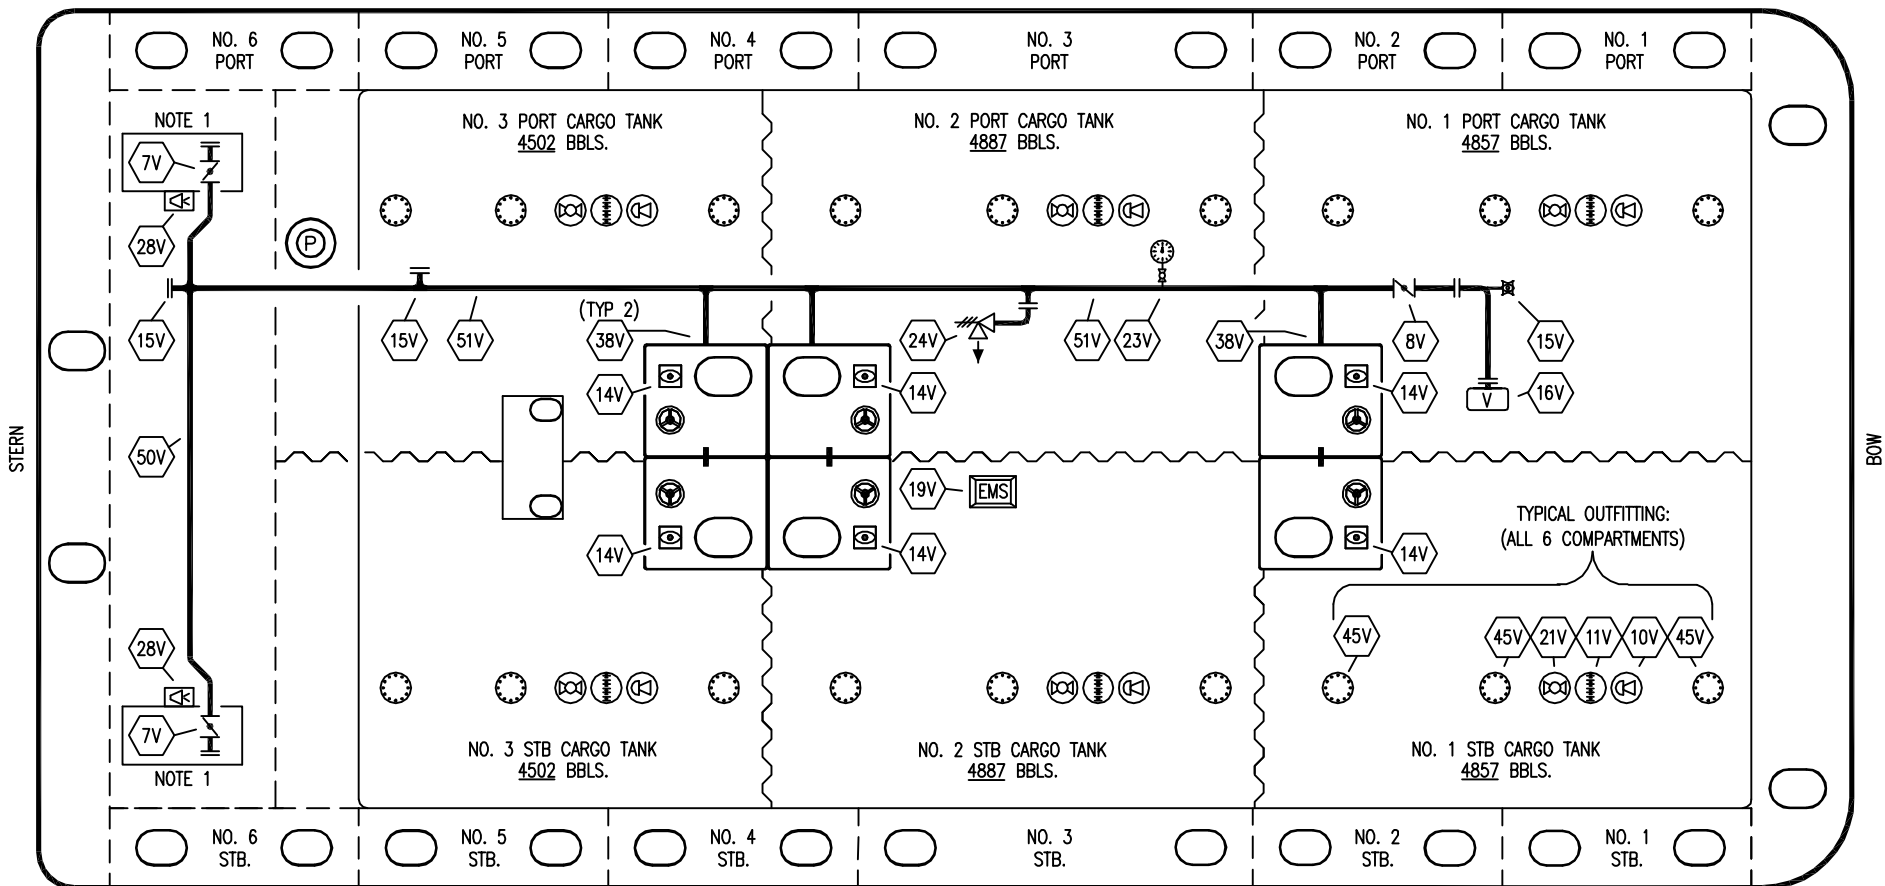 NO. 6
PORT
NO. 5
PORT
NO. 4
PORT
NO. 3
PORT
NO. 2
PORT
NO. 1
PORT
NOTE 1
NO. 3 PORT CARGO TANK
4502 BBLS.
NO. 2 PORT CARGO TANK
4887 BBLS.
NO. 1 PORT CARGO TANK
4857 BBLS.
7V
28V
P
(TYP 2)
15V
15V
51V
38V
24V
51V
23V
38V
8V
15V
14V
14V
14V
V
16V
STERN
BOW
50V
19V
EMS
TYPICAL OUTFITTING:
(ALL 6 COMPARTMENTS)
14V
14V
14V
28V
45V
45V
21V
11V
10V
45V
7V
NOTE 1
NO. 3 STB CARGO TANK
4502 BBLS.
NO. 2 STB CARGO TANK
4887 BBLS.
NO. 1 STB CARGO TANK
4857 BBLS.
NO. 6
STB.
NO. 5
STB.
NO. 4
STB.
NO. 3
STB.
NO. 2
STB.
NO. 1
STB.